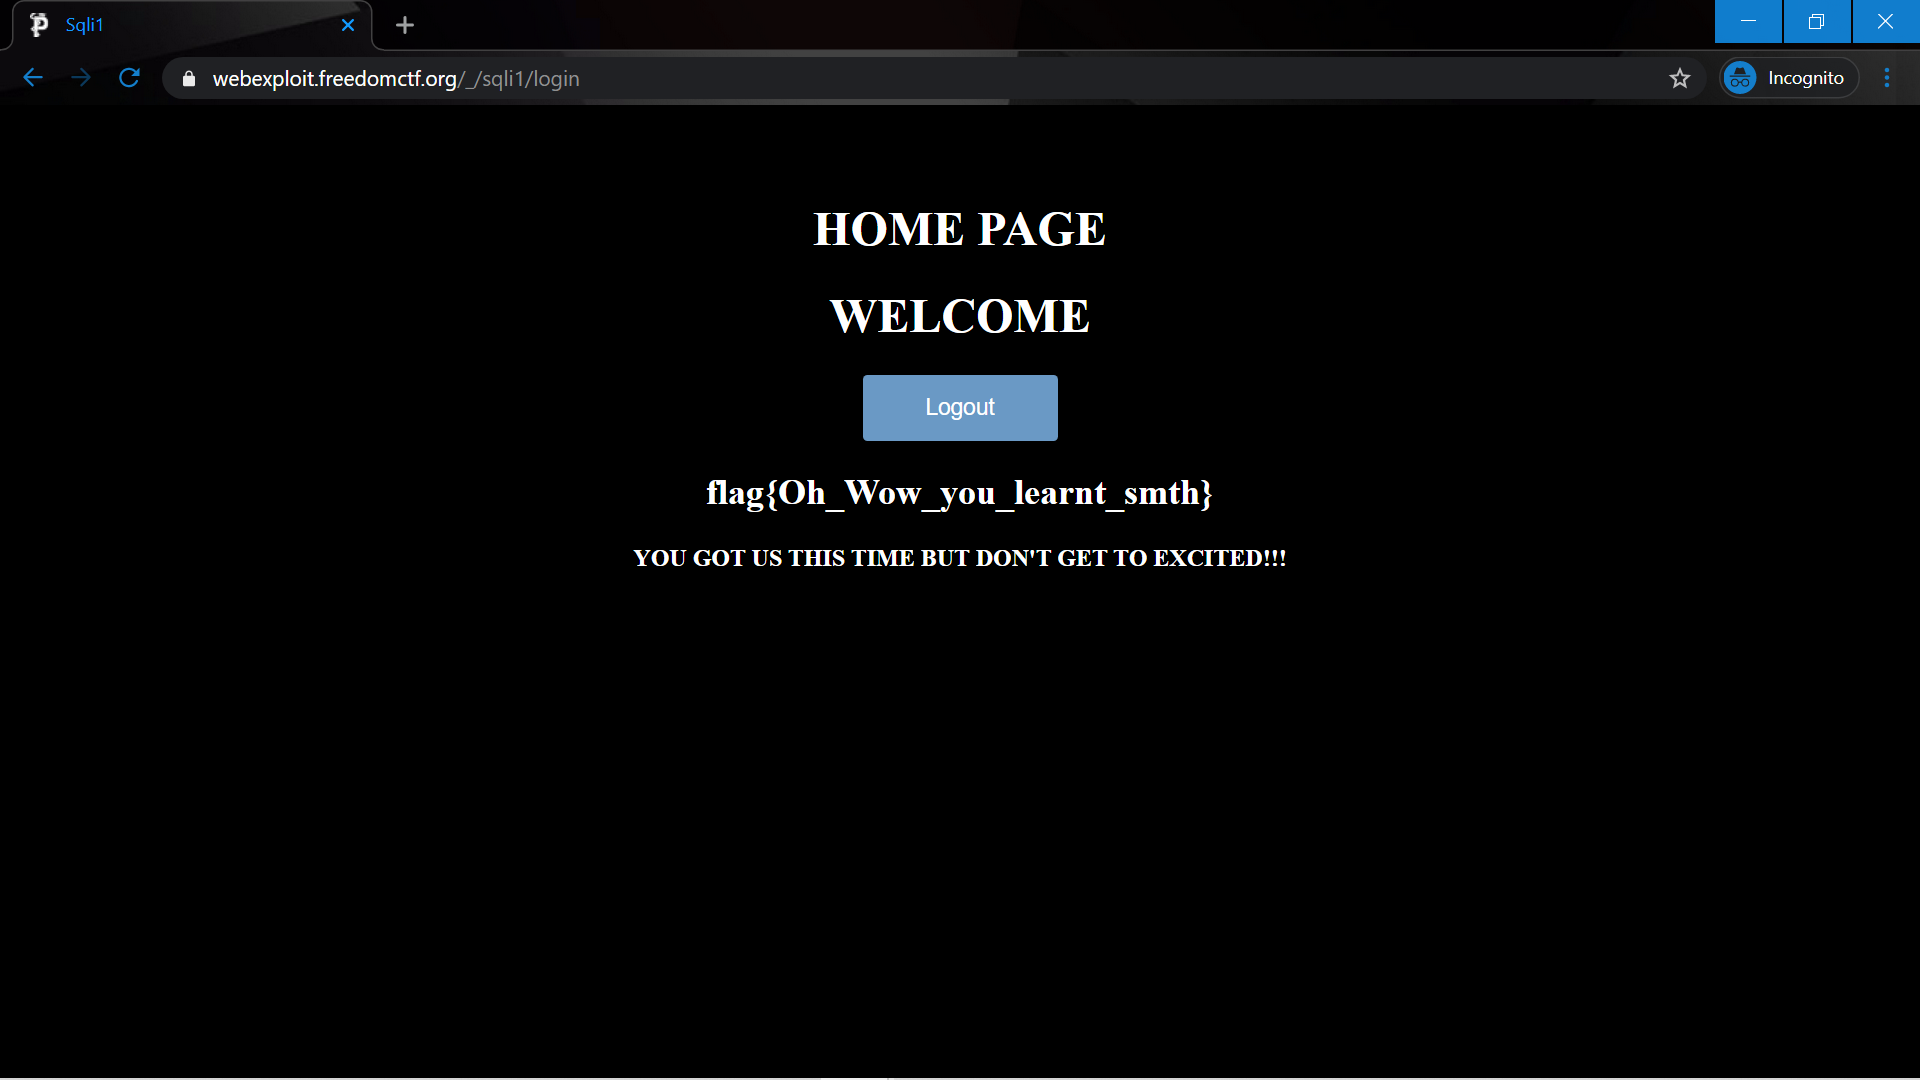 Sqli1
webexploit.freedomctf.org/_/sqli1/login
Incognito
HOME PAGE
WELCOME
Logout
flag{Oh_Wow_you_learnt_smth}
YOU GOT US THIS TIME BUT DON'T GET TO EXCITED!!!